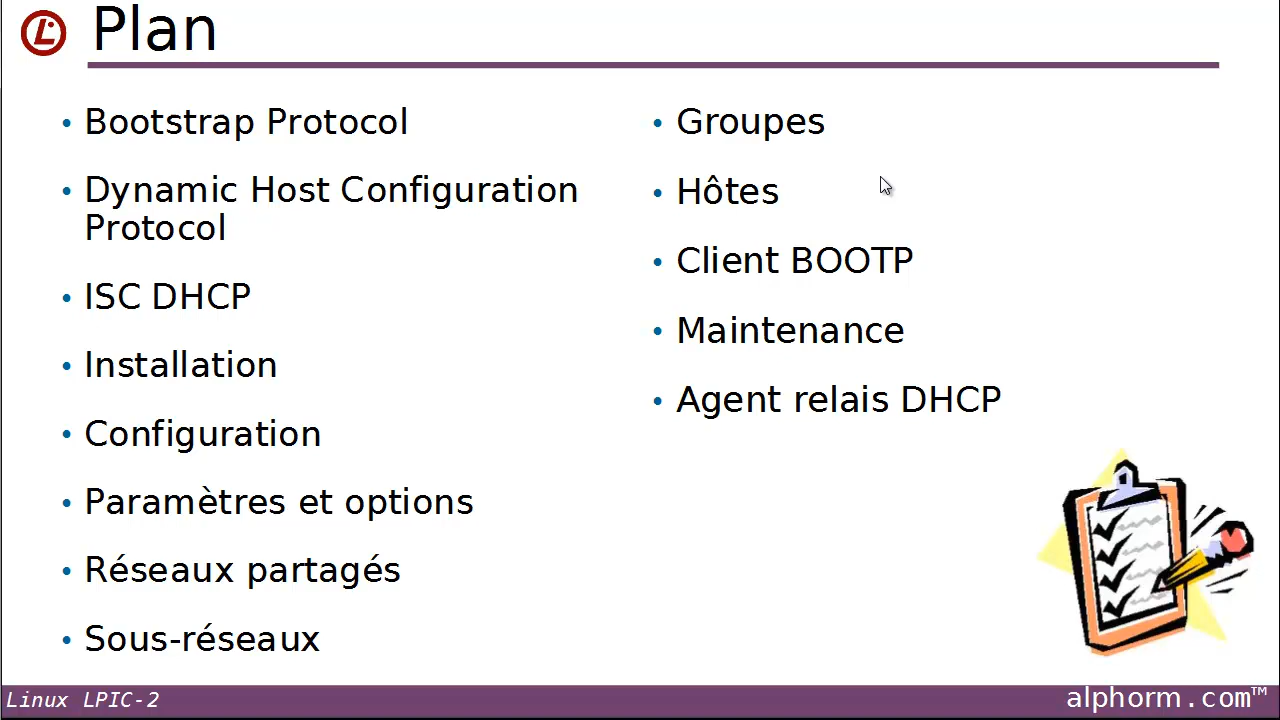 Plan
• Bootstrap Protocol
• Dynamic Host Configuration
Protocol
• ISC DHCP
• Installation
• Configuration
• Paramètres et options
• Réseaux partagés
• Sous-réseaux
• Groupes
• Hôtes
• Client BOOTP
• Maintenance
• Agent relais DHCP
Linux LPIC-2
alphorm.com™